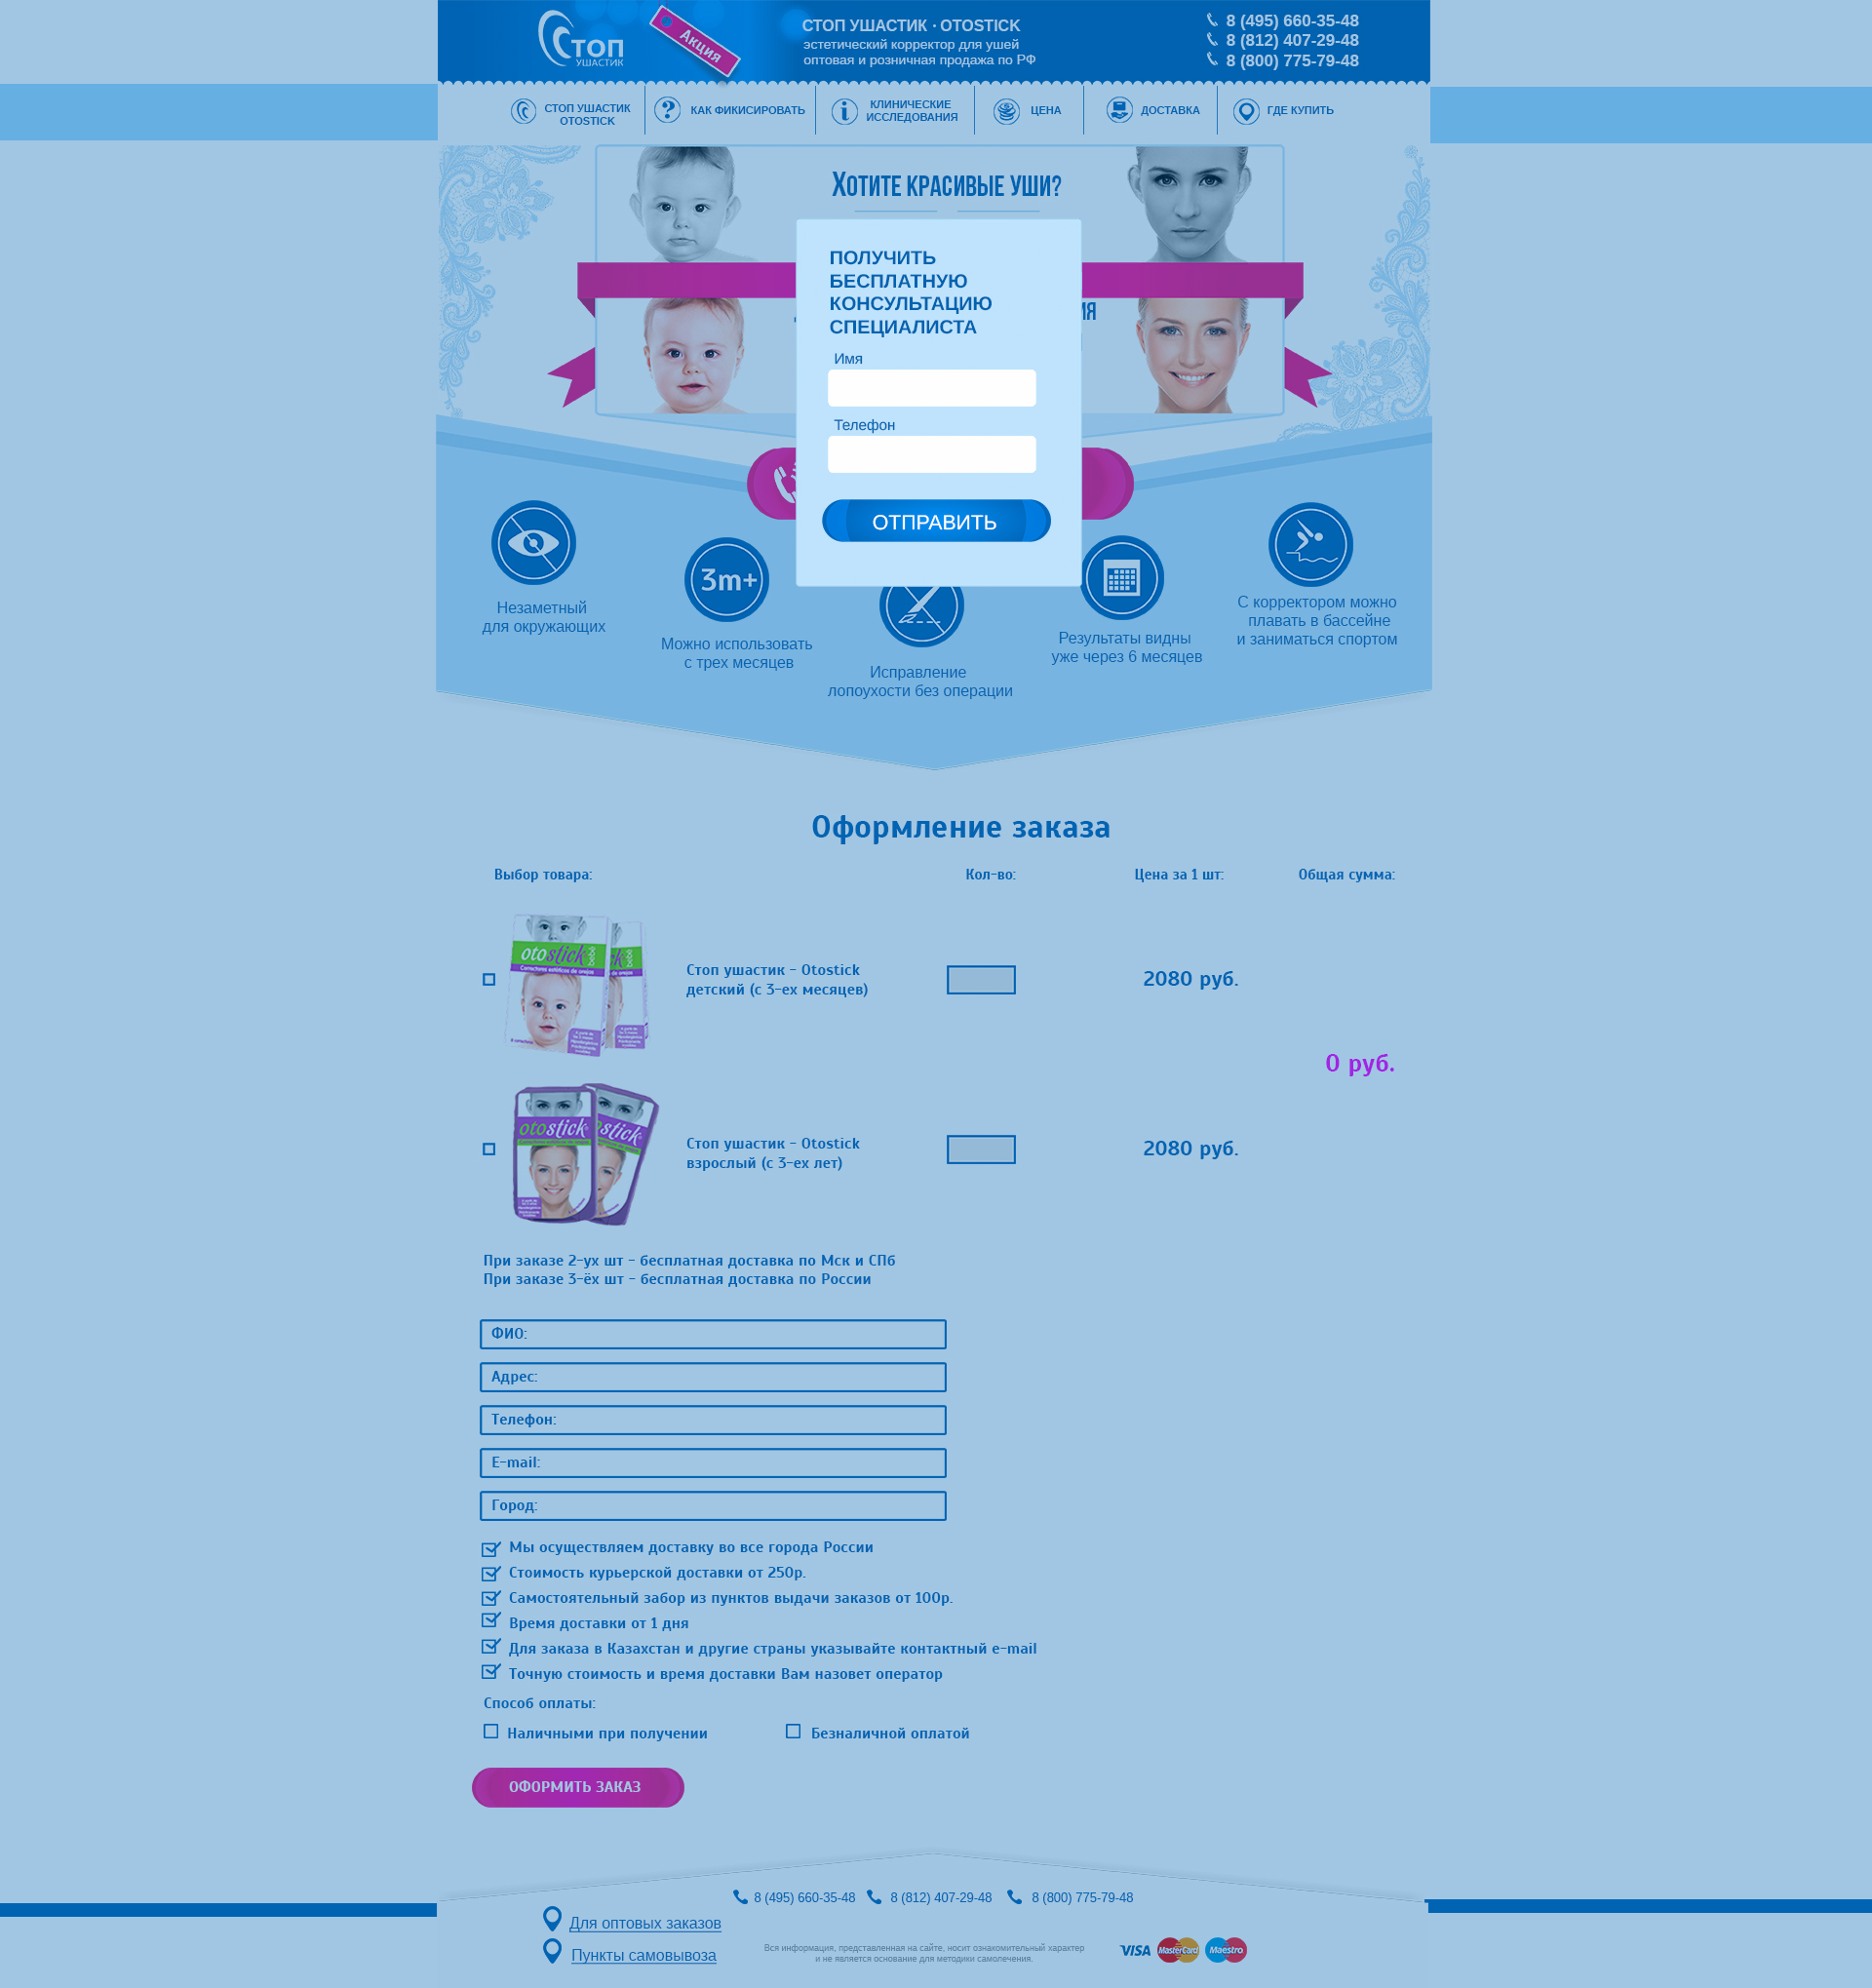 Стоп
УШАСТИК
Акция
СТОП УШАСТИК · OTOSTICK
эстетический корректор для ушей
оптовая и розничная продажа по РФ
8 (495) 660-35-48
8 (812) 407-29-48
8 (800) 775-79-48
СТОП УШАСТИК
OTOSTICK
КАК ФИКИСИРОВАТЬ
КЛИНИЧЕСКИЕ
ИССЛЕДОВАНИЯ
ЦЕНА
ДОСТАВКА
ГДЕ КУПИТЬ
ХОТИТЕ КРАСИВЫЕ УШИ?
ПОЛУЧИТЬ
БЕСПЛАТНУЮ
КОНСУЛЬТАЦИЮ
СПЕЦИАЛИСТА
Имя
Телефон
ОТПРАВИТЬ
3m+
Незаметный
для окружающих
Можно использовать
с трех месяцев
Исправление
лопоухости без операции
Результаты видны
уже через 6 месяцев
С корректором можно
плавать в бассейне
и заниматься спортом
Оформление заказа
Выбор товара:
Кол-во:
Цена за 1 шт:
Общая сумма:
otostick
bebé
Correctores estéticos de orejas
Стоп ушастик - Otostick
детский (с 3-ех месяцев)
2080 руб.
0 руб.
otostick
Стоп ушастик - Otostick
взрослый (с 3-ех лет)
2080 руб.
При заказе 2-ух шт - бесплатная доставка по Мск и СПб
При заказе 3-ёх шт - бесплатная доставка по России
ФИО:
Адрес:
Телефон:
E-mail:
Город:
Мы осуществляем доставку во все города России
Стоимость курьерской доставки от 250р.
Самостоятельный забор из пунктов выдачи заказов от 100р.
Время доставки от 1 дня
Для заказа в Казахстан и другие страны указывайте контактный e-mail
Точную стоимость и время доставки Вам назовет оператор
Способ оплаты:
Наличными при получении
Безналичной оплатой
ОФОРМИТЬ ЗАКАЗ
8 (495) 660-35-48
8 (812) 407-29-48
8 (800) 775-79-48
Для оптовых заказов
Пункты самовывоза
Вся информация, представленная на сайте, носит ознакомительный характер
и не является основание для методики самолечения.
VISA
MasterCard
Maestro